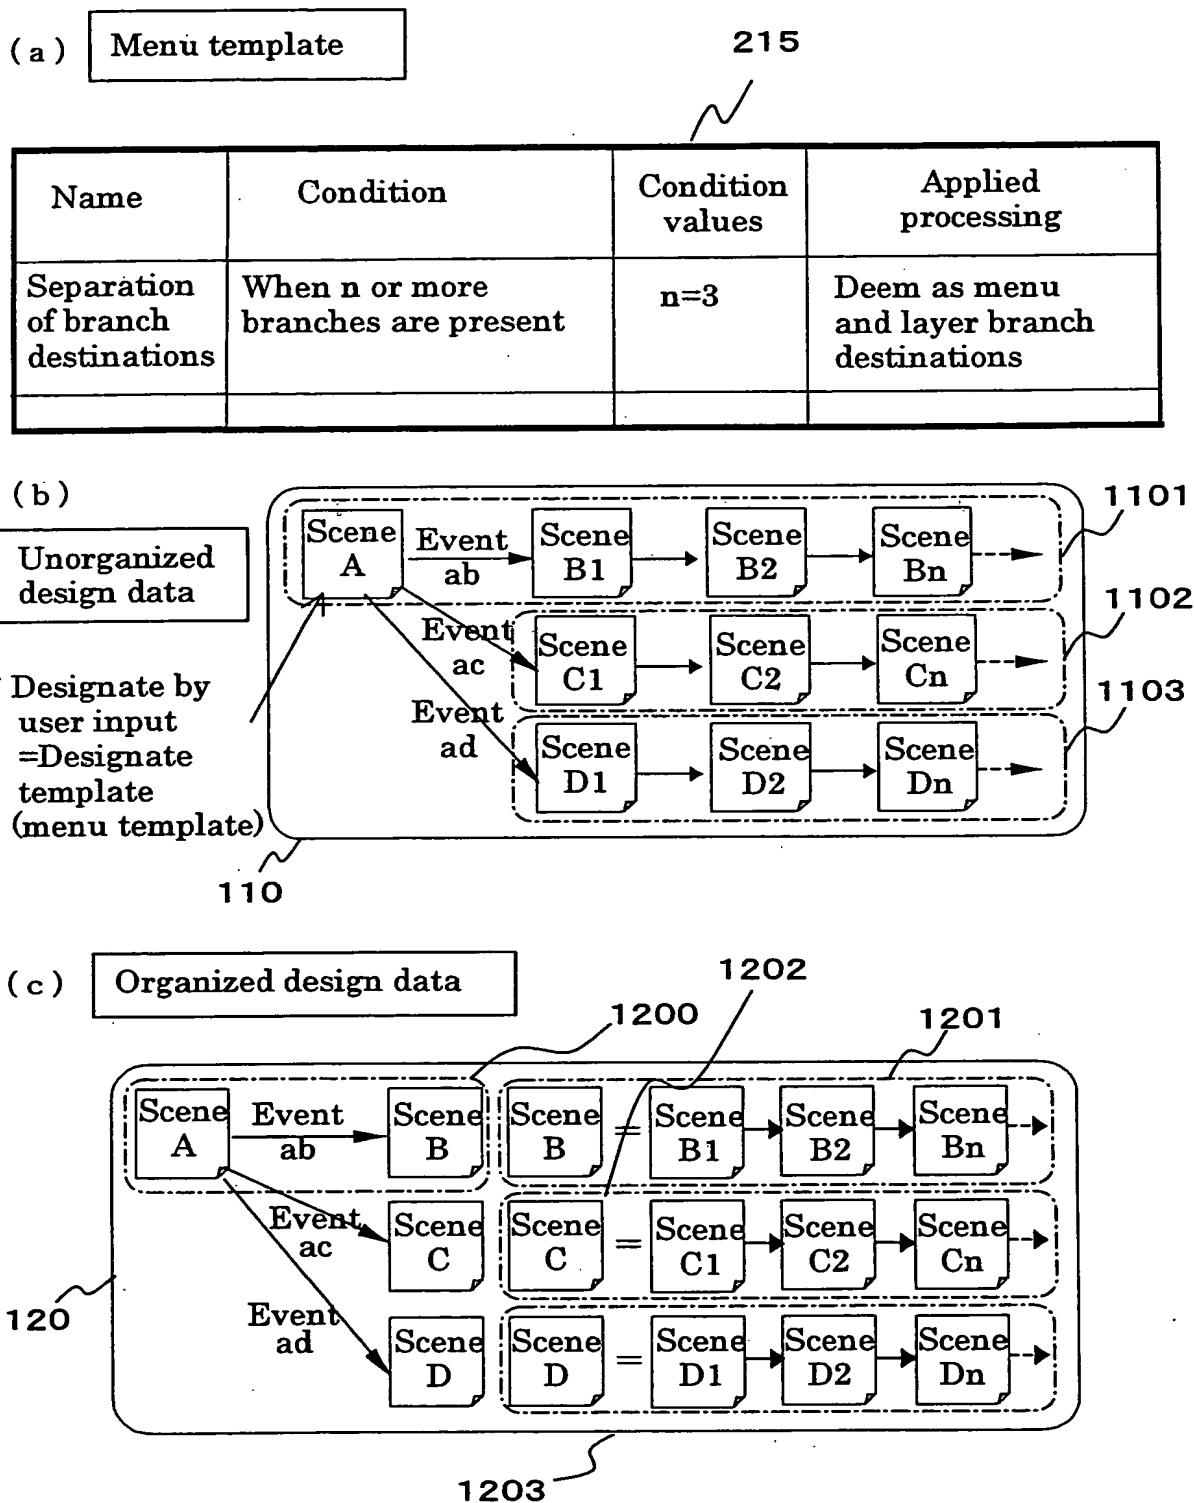 (a) Menu template
215
Name Condition Condition values Applied processing
Separation of branch destinations When n or more branches are present n=3 Deem as menu and layer branch destinations
(b)
Unorganized
design data
Scene A Event ab Scene B1 Scene B2 Scene Bn
1101
Event ac Scene C1 Scene C2 Scene Cn
1102
Event ad Scene D1 Scene D2 Scene Dn
1103
Designate by
user input
=Designate
template
(menu template)
110
(c) Organized design data
1202
1200
1201
Scene A Event ab Scene B Scene B = Scene B1 Scene B2 Scene Bn
Event ac Scene C Scene C = Scene C1 Scene C2 Scene Cn
120
Event ad Scene D Scene D = Scene D1 Scene D2 Scene Dn
1203